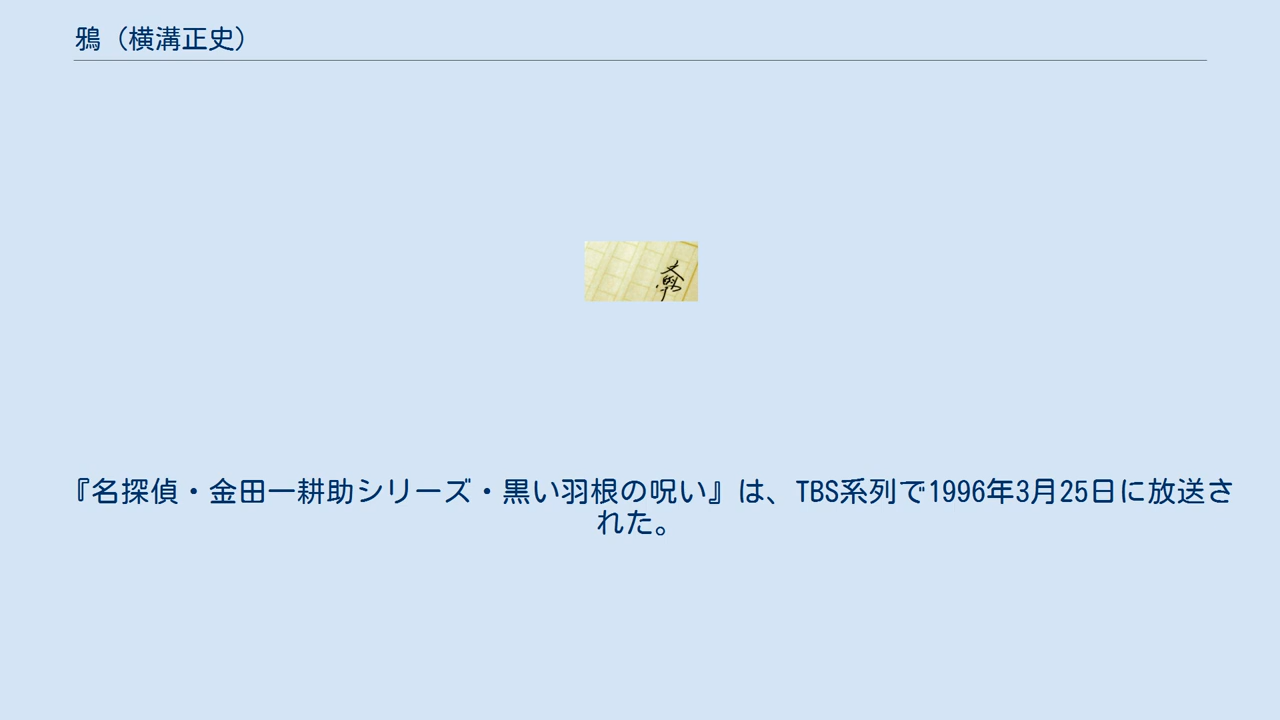 鴉（横溝正史）
『名探偵・金田一耕助シリーズ・黒い羽根の呪い』は、TBS系列で1996年3月25日に放送さ
れた。